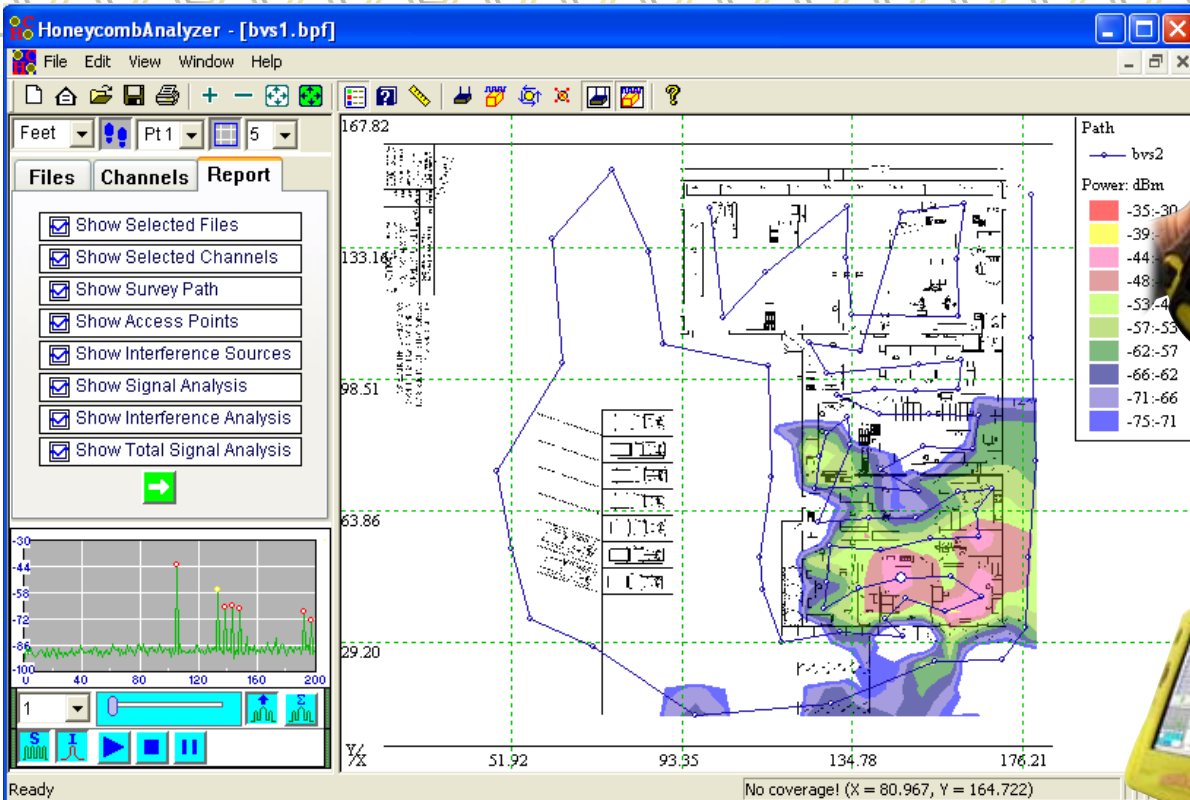 HoneycombAnalyzer - [bvs1.bpf]
File Edit View Window Help
Feet Pt 1 5
Files Channels Report
Show Selected Files
Show Selected Channels
Show Survey Path
Show Access Points
Show Interference Sources
Show Signal Analysis
Show Interference Analysis
Show Total Signal Analysis
-30
-44
-58
-72
-86
-100
0 40 80 120 160 200
1
Σ
S I
167.82
133.16
98.51
63.86
29.20
Y/
/X 51.92 93.35 134.78 176.21
Path
bvs2
Power: dBm
-35:-30
-39:-
-44:-
-48:-
-53:-4
-57:-53
-62:-57
-66:-62
-71:-66
-75:-71
Ready
No coverage! (X = 80.967, Y = 164.722)